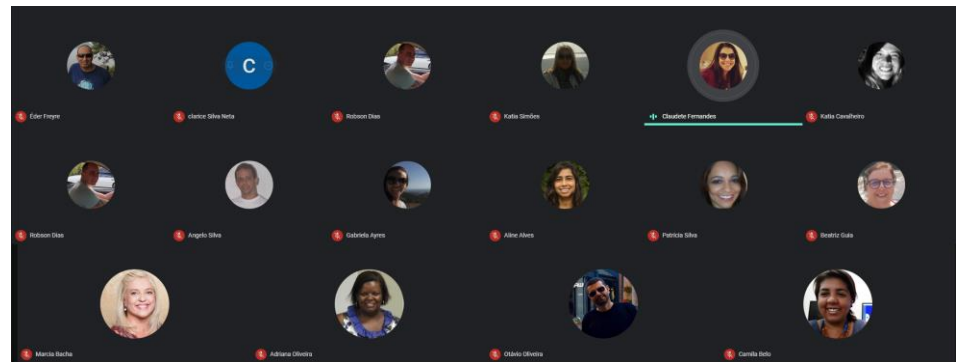 Éder Freyre
C
clarice Silva Neta
Robson Dias
Katia Simões
Claudete Fernandes
Katia Cavalheiro
Robson Dias
Angelo Silva
Gabriela Ayres
Aline Alves
Patrícia Silva
Beatriz Guia
Marcia Bacha
Adriana Oliveira
Otávio Oliveira
Camila Belo